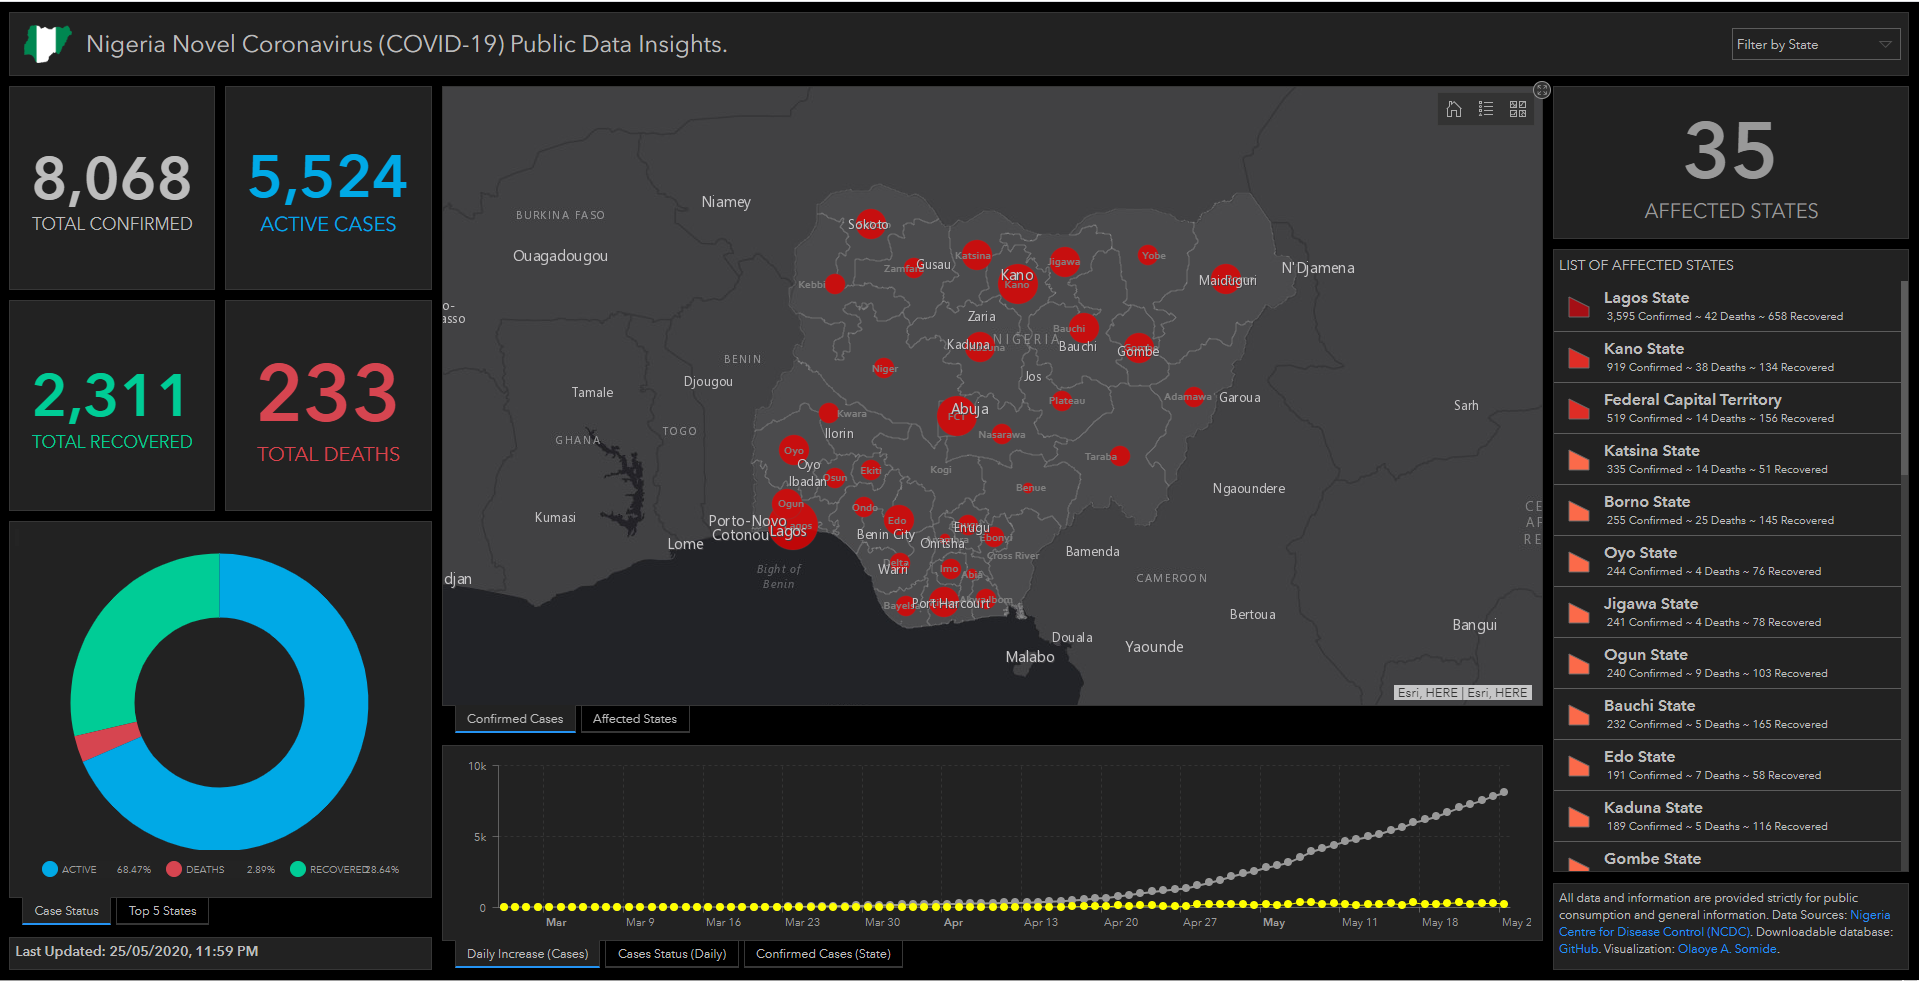 Nigeria Novel Coronavirus (COVID-19) Public Data Insights.
Filter by State
8,068
TOTAL CONFIRMED
5,524
ACTIVE CASES
2,311
TOTAL RECOVERED
233
TOTAL DEATHS
ACTIVE 68.47% DEATHS 2.89% RECOVERED 28.64%
Case Status
Top 5 States
Last Updated: 25/05/2020, 11:59 PM
Niamey
BURKINA FASO
Ouagadougou
Sokoto
Zamfara
Gusau
Katsina
Kano
Kano
Jigawa
Yobe
Maiduguri
N'Djamena
Kebbi
o-
asso
Zaria
NIGERIA
Kaduna
Bauchi
Bauchi
Gombe
BENIN
Niger
Djougou
Tamale
Jos
Plateau
Adamawa
Garoua
Sarh
Abuja
FCT
Kwara
Ilorin
Nasarawa
GHANA
TOGO
Oyo
Oyo
Ibadan
Osun
Ekiti
Kogi
Taraba
Benue
Ngaoundere
Kumasi
Ogun
Ondo
Edo
Porto-Novo
Cotonou
Lagos
Lome
Benin City
Enugu
Onitsha
Ebonyi
Cross River
Bamenda
CE
AF
RE
Bight of
Benin
Delta
Warri
Imo
Abia
djan
CAMEROON
Bayelsa
Port Harcourt
Bertoua
Bangui
Douala
Yaounde
Malabo
Esri, HERE | Esri, HERE
Confirmed Cases
Affected States
10k
5k
0
Mar
Mar 9
Mar 16
Mar 23
Mar 30
Apr
Apr 13
Apr 20
Apr 27
May
May 11
May 18
May 2
Daily Increase (Cases)
Cases Status (Daily)
Confirmed Cases (State)
35
AFFECTED STATES
LIST OF AFFECTED STATES
Lagos State
3,595 Confirmed ~ 42 Deaths ~ 658 Recovered
Kano State
919 Confirmed ~ 38 Deaths ~ 134 Recovered
Federal Capital Territory
519 Confirmed ~ 14 Deaths ~ 156 Recovered
Katsina State
335 Confirmed ~ 14 Deaths ~ 51 Recovered
Borno State
255 Confirmed ~ 25 Deaths ~ 145 Recovered
Oyo State
244 Confirmed ~ 4 Deaths ~ 76 Recovered
Jigawa State
241 Confirmed ~ 4 Deaths ~ 78 Recovered
Ogun State
240 Confirmed ~ 9 Deaths ~ 103 Recovered
Bauchi State
232 Confirmed ~ 5 Deaths ~ 165 Recovered
Edo State
191 Confirmed ~ 7 Deaths ~ 58 Recovered
Kaduna State
189 Confirmed ~ 5 Deaths ~ 116 Recovered
Gombe State
All data and information are provided strictly for public
consumption and general information. Data Sources: Nigeria
Centre for Disease Control (NCDC). Downloadable database:
GitHub. Visualization: Olaoye A. Somide.